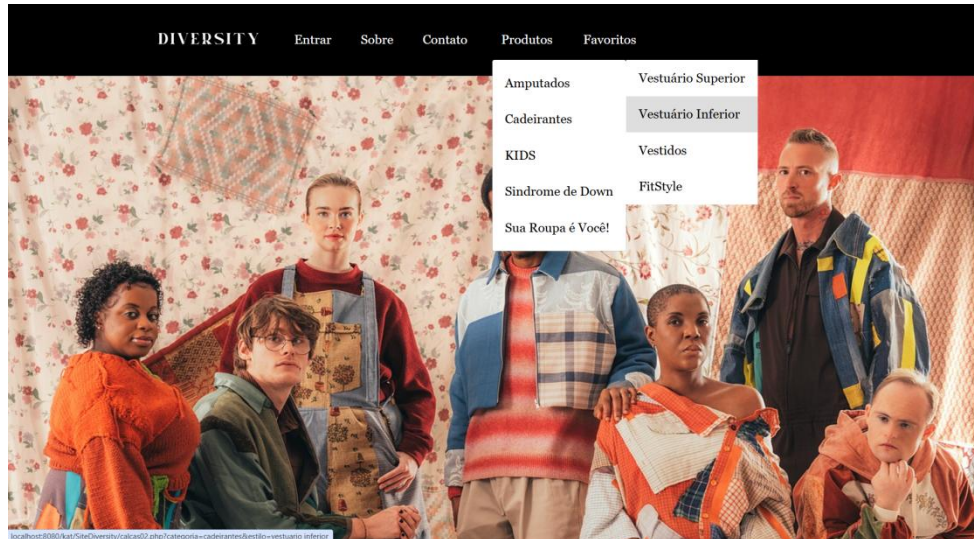 DIVERSITY Entrar Sobre Contato Produtos Favoritos
Amputados
Cadeirantes
KIDS
Sindrome de Down
Sua Roupa é Você!
Vestuário Superior
Vestuário Inferior
Vestidos
FitStyle
localhost:8080/kat/SiteDiversity/calcas02.php?categoria=cadeirantes&estilo=vestuario inferior